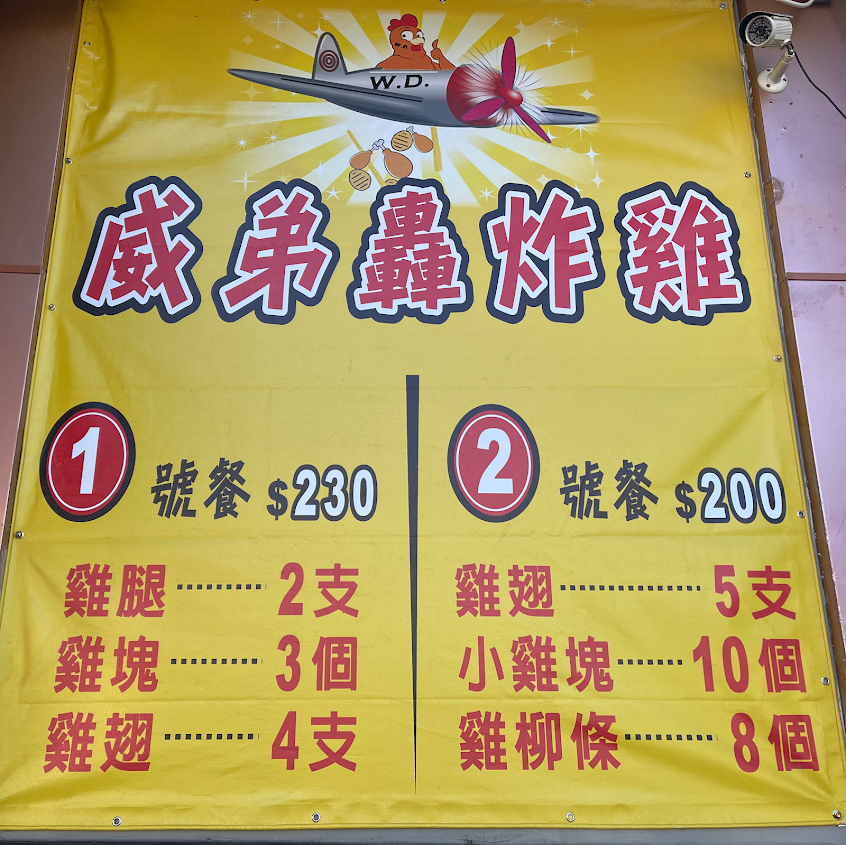 W.D.
威弟轟炸雞
1 號餐 $230
雞腿 2支
雞塊 3個
雞翅 4支
2 號餐 $200
雞翅 5支
小雞塊 10個
雞柳條 8個